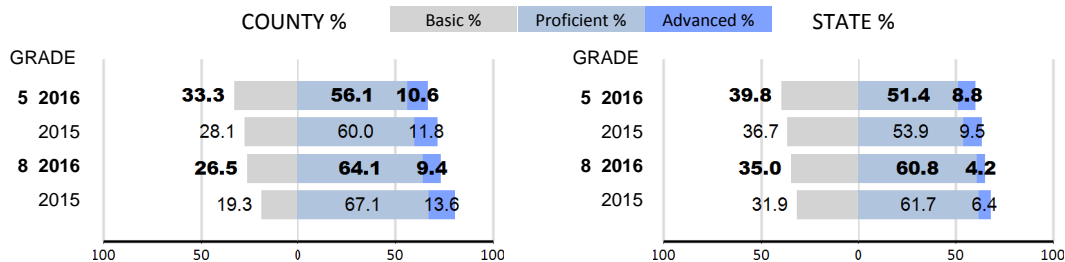 COUNTY % Basic % Proficient % Advanced % STATE %
GRADE GRADE
5 2016 33.3 56.1 10.6 5 2016 39.8 51.4 8.8
2015 28.1 60.0 11.8 2015 36.7 53.9 9.5
8 2016 26.5 64.1 9.4 8 2016 35.0 60.8 4.2
2015 19.3 67.1 13.6 2015 31.9 61.7 6.4
100 50 0 50 100 100 50 0 50 100